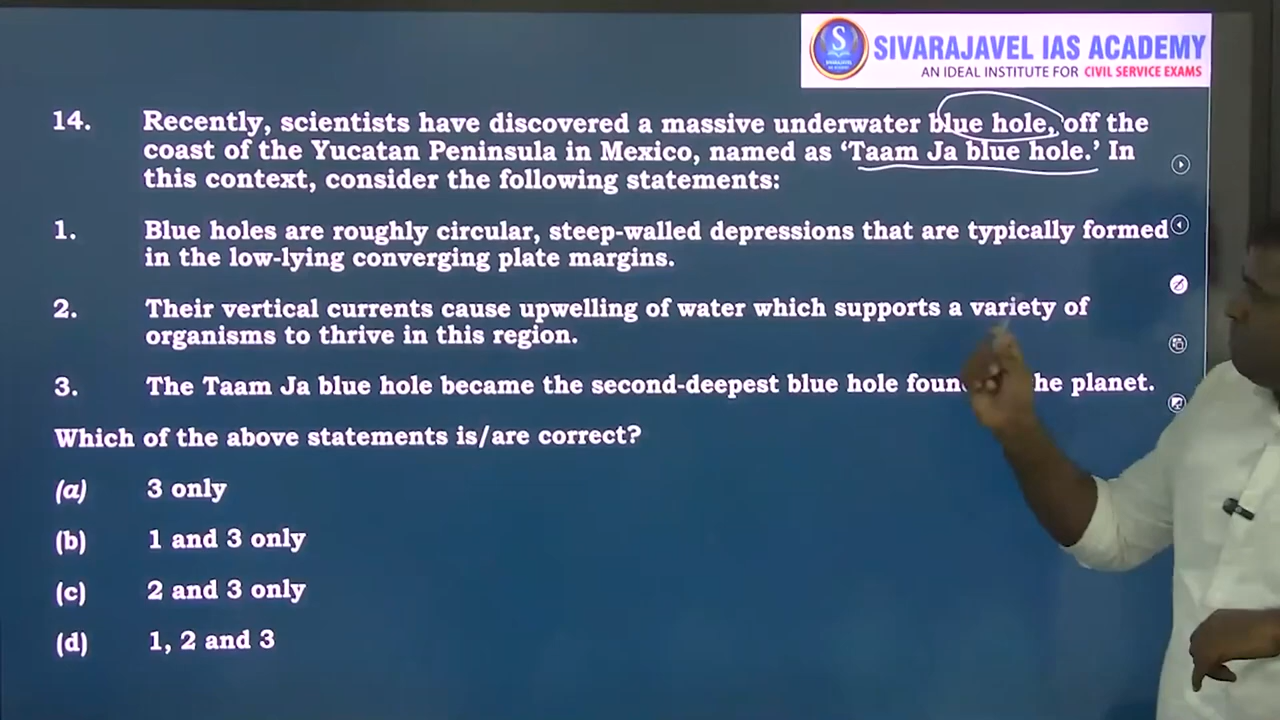 S
SIVARAJAVEL IAS ACADEMY
AN IDEAL INSTITUTE FOR CIVIL SERVICE EXAMS
14. Recently, scientists have discovered a massive underwater blue hole, off the
coast of the Yucatan Peninsula in Mexico, named as ‘Taam Ja blue hole.’ In
this context, consider the following statements:
1. Blue holes are roughly circular, steep-walled depressions that are typically formed
in the low-lying converging plate margins.
2. Their vertical currents cause upwelling of water which supports a variety of
organisms to thrive in this region.
3. The Taam Ja blue hole became the second-deepest blue hole planet.
Which of the above statements is/are correct?
(a) 3 only
(b) 1 and 3 only
(c) 2 and 3 only
(d) 1, 2 and 3